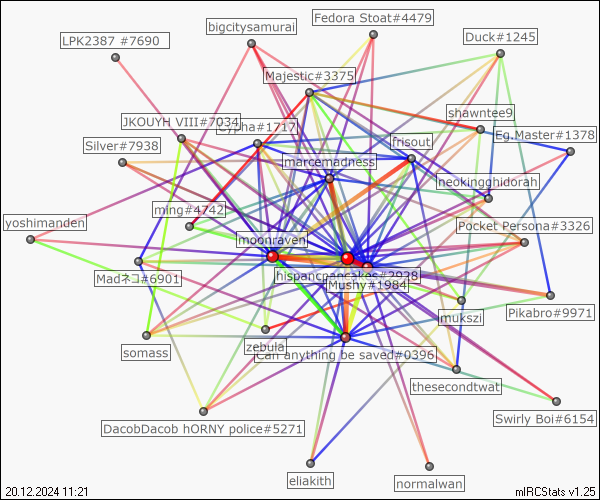 Fedora Stoat#4479
bigcitysamurai
LPK2387 #7690
Duck#1245
Majestic#3375
shawntee9
JKOUYH VIII#7034
Cypha#1717
Eg.Master#1378
frisout
Silver#7938
marcemadness
neokingghidorah
ming#4742
yoshimanden
Pocket Persona#3326
moonraven
Madネコ#6901
Mushy#1984
Pikabro#9971
imukszi
zebula
somass
Can anything be saved#0396
thesecondtwat
Swirly Boi#6154
DacobDacob hORNY police#5271
eliakith
normalwan
20.12.2024 11:21
mIRCStats v1.25